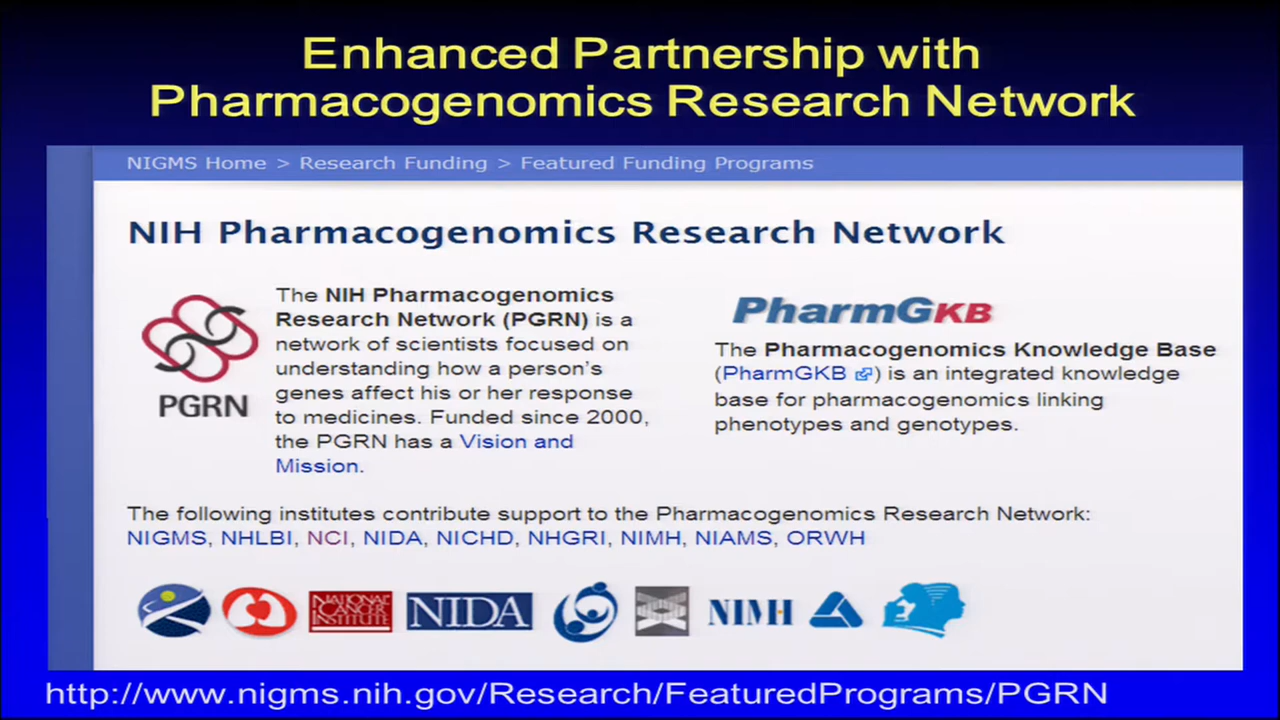 Enhanced Partnership with
Pharmacogenomics Research Network
NIGMS Home > Research Funding > Featured Funding Programs
NIH Pharmacogenomics Research Network
PGRN
The NIH Pharmacogenomics
Research Network (PGRN) is a
network of scientists focused on
understanding how a person's
genes affect his or her response
to medicines. Funded since 2000,
the PGRN has a Vision and
Mission.
PharmGKB
The Pharmacogenomics Knowledge Base
(PharmGKB ) is an integrated knowledge
base for pharmacogenomics linking
phenotypes and genotypes.
The following institutes contribute support to the Pharmacogenomics Research Network:
NIGMS, NHLBI, NCI, NIDA, NICHD, NHGRI, NIMH, NIAMS, ORWH
NATIONAL
CANCER
INSTITUTE
NIDA
NIMH
http://www.nigms.nih.gov/Research/FeaturedPrograms/PGRN